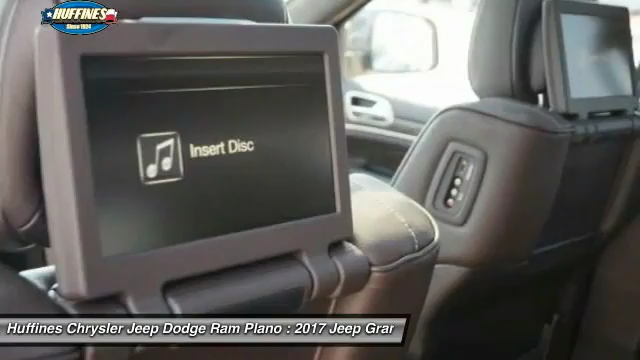 HUFFINES
Since 1924
Insert Disc
Huffines Chrysler Jeep Dodge Ram Plano : 2017 Jeep Grar